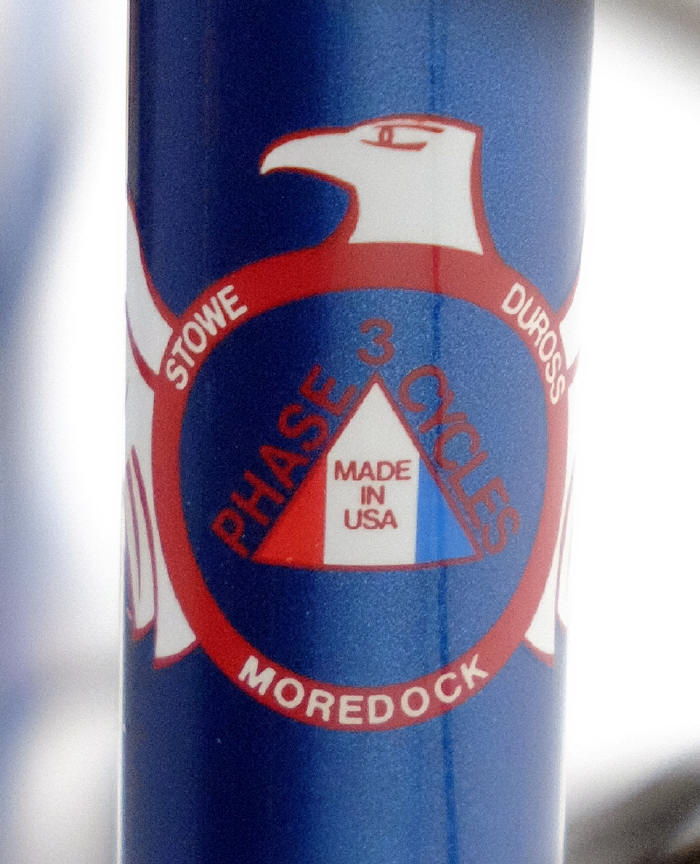 STOWE
DUROSS
PHASE 3 CYCLES
MADE
IN
USA
MOREDOCK